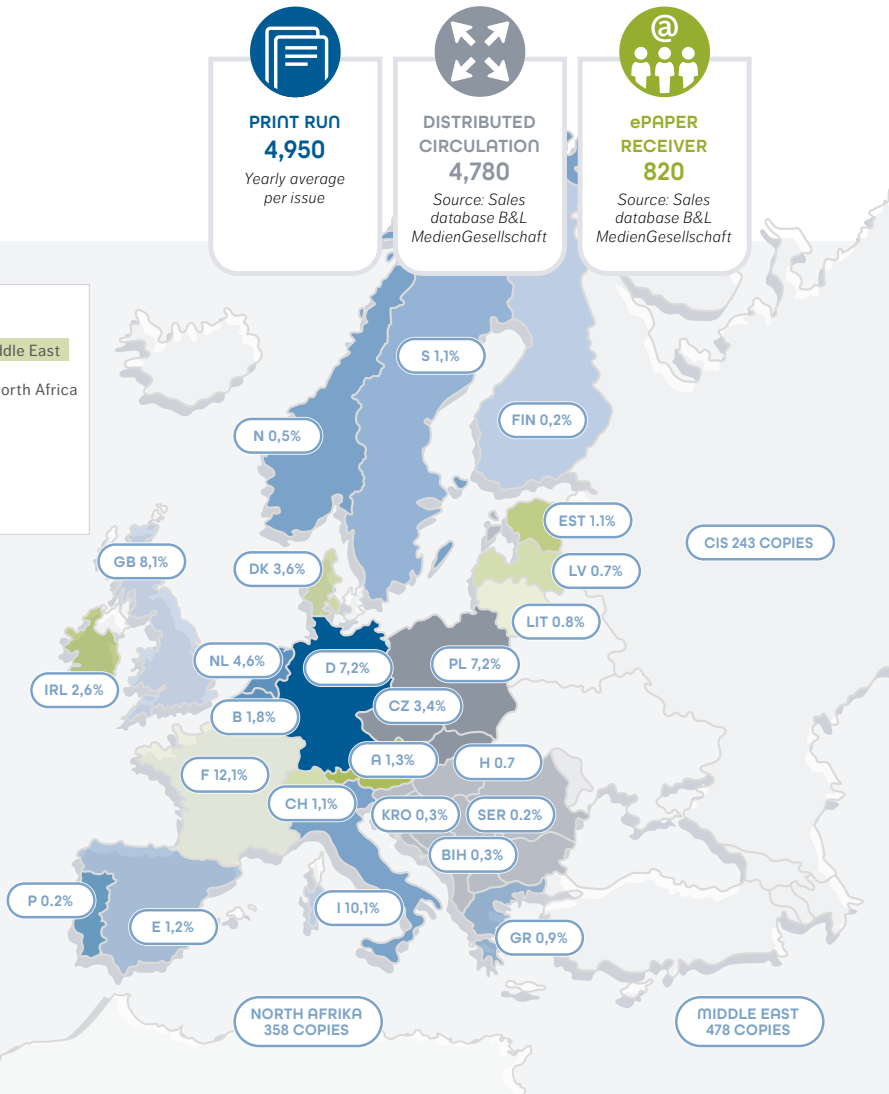 @
PRINT RUN
4,950
Yearly average
per issue
DISTRIBUTED
CIRCULATION
4,780
Source: Sales
database B&L
MedienGesellschaft
ePAPER
RECEIVER
820
Source: Sales
database B&L
MedienGesellschaft
ddle East
orth Africa
S 1,1%
FIN 0,2%
N 0,5%
EST 1.1%
CIS 243 COPIES
GB 8,1%
DK 3,6%
LV 0.7%
LIT 0.8%
NL 4,6%
D 7,2%
PL 7,2%
IRL 2,6%
CZ 3,4%
B 1,8%
A 1,3%
H 0.7
F 12,1%
CH 1,1%
KRO 0,3%
SER 0.2%
BIH 0,3%
P 0.2%
I 10,1%
E 1,2%
GR 0,9%
NORTH AFRIKA
358 COPIES
MIDDLE EAST
478 COPIES